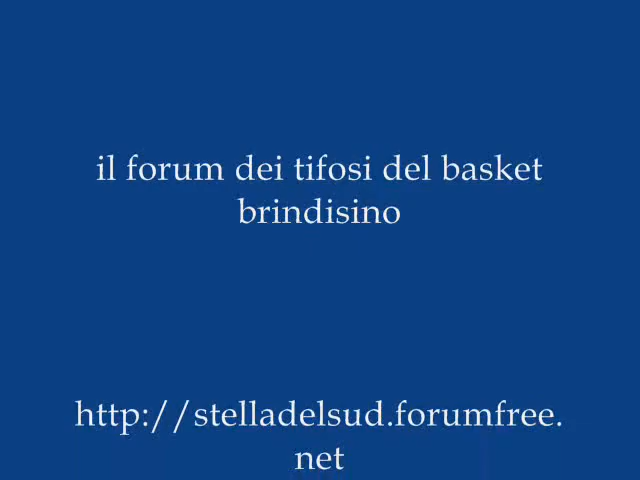 il forum dei tifosi del basket
brindisino
http://stelladelsud.forumfree.
net